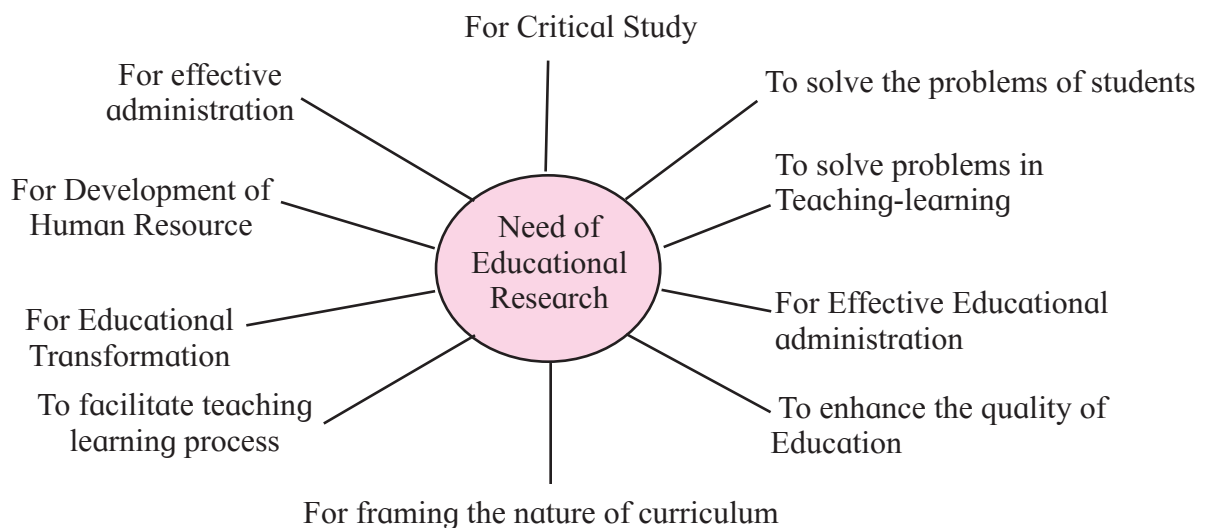 For Critical Study
For effective
administration
To solve the problems of students
To solve problems in
Teaching-learning
For Development of
Human Resource
Need of
Educational
Research
For Effective Educational
administration
For Educational
Transformation
To facilitate teaching
learning process
To enhance the quality of
Education
For framing the nature of curriculum